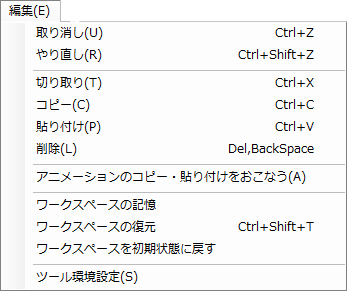 編集(E)
取り消し(U) Ctrl+Z
やり直し(R) Ctrl+Shift+Z
切り取り(T) Ctrl+X
コピー(C) Ctrl+C
貼り付け(P) Ctrl+V
削除(L) Del,BackSpace
アニメーションのコピー・貼り付けをおこなう(A)
ワークスペースの記憶
ワークスペースの復元 Ctrl+Shift+T
ワークスペースを初期状態に戻す
ツール環境設定(S)